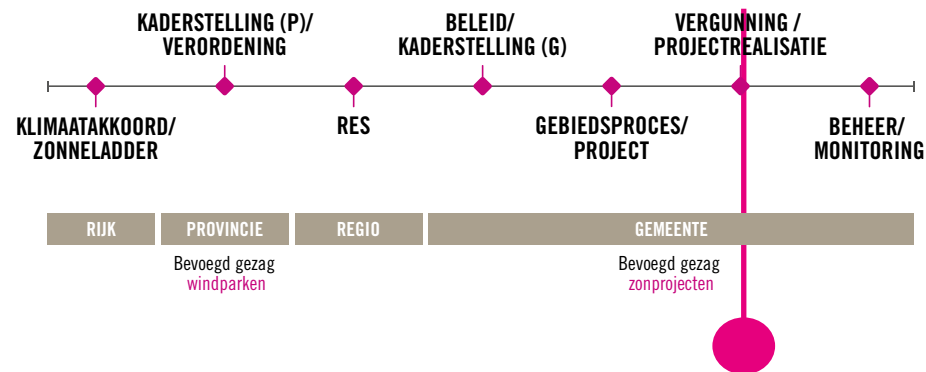 KADERSTELLING (P)/
VERORDENING
BELEID/
KADERSTELLING (G)
VERGUNNING /
PROJECTREALISATIE
KLIMAATAKKOORD/
ZONNELADDER
RES
GEBIEDSPROCES/
PROJECT
BEHEER/
MONITORING
RIJK
PROVINCIE
REGIO
GEMEENTE
Bevoegd gezag
windparken
Bevoegd gezag
zonprojecten